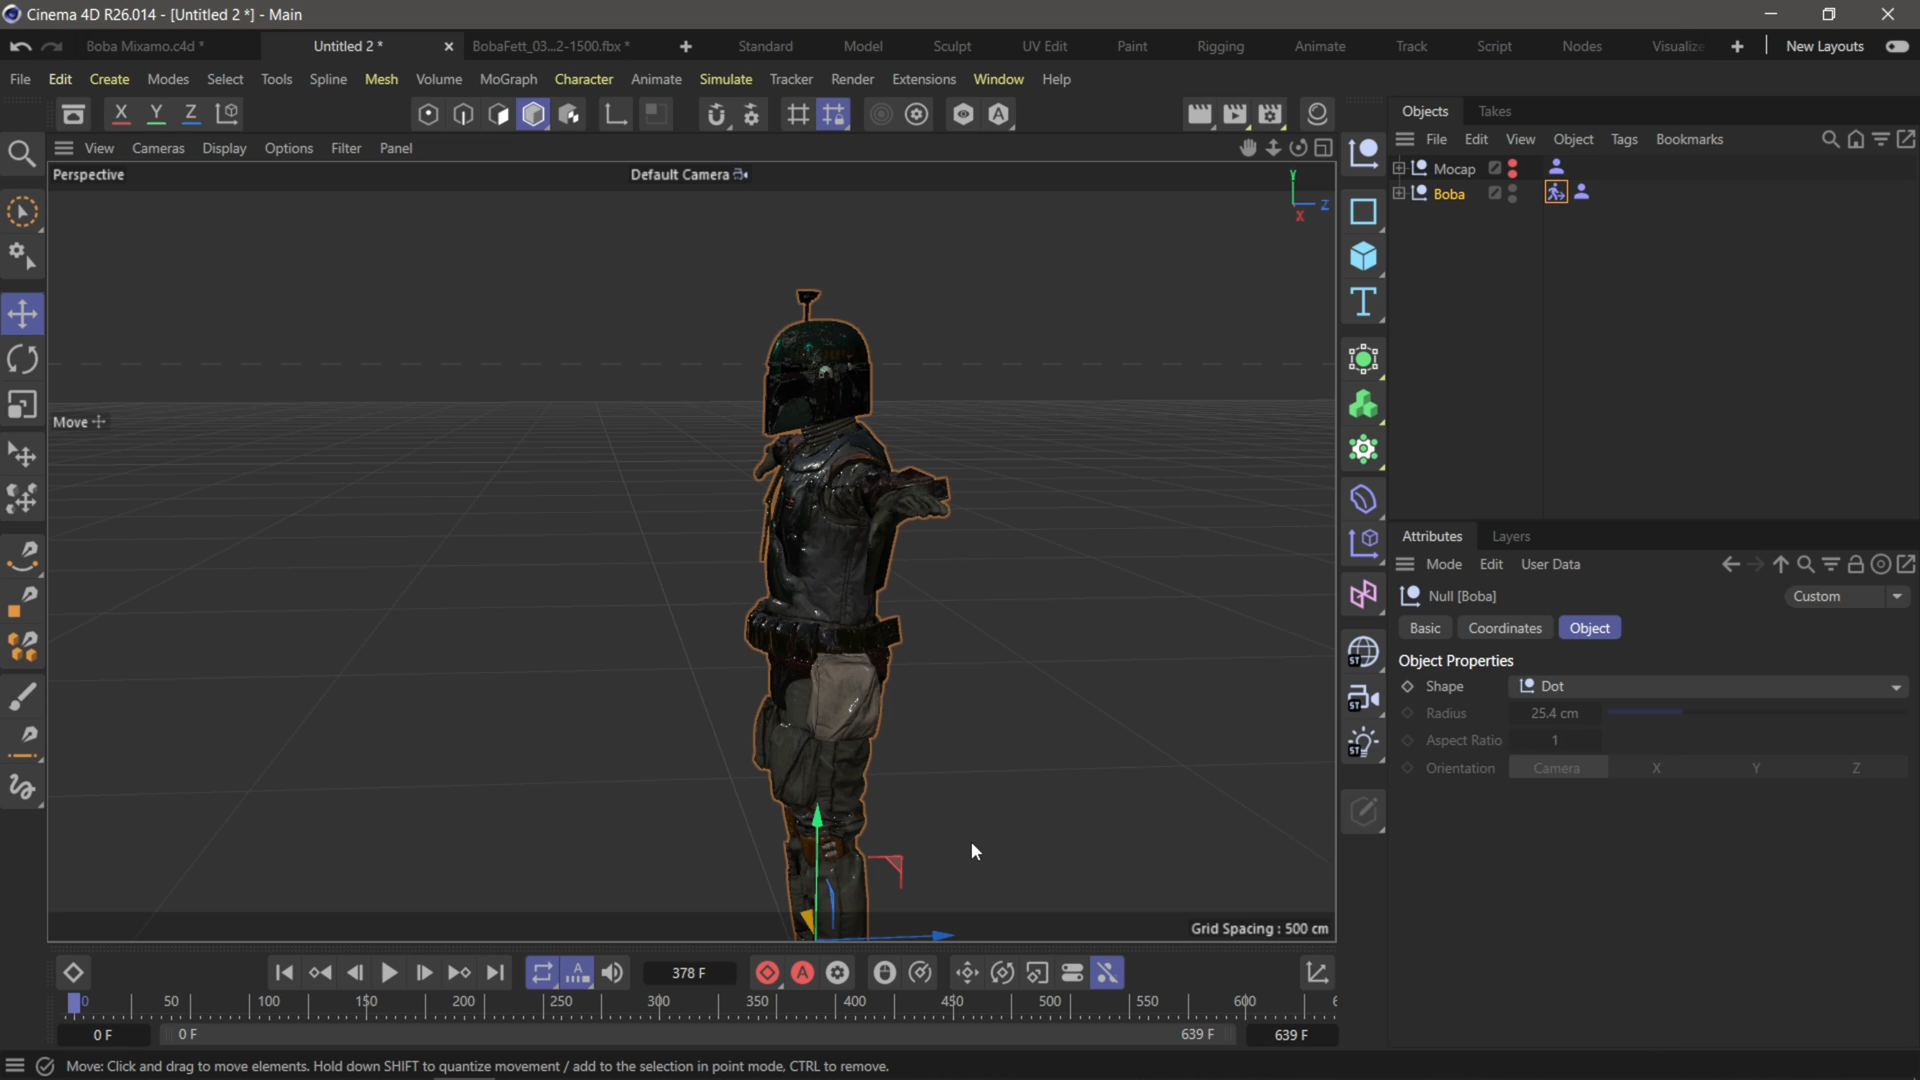 Cinema 4D R26.014 - [Untitled 2 *] - Main
Boba Mixamo.c4d *
Untitled 2 *
BobaFett_03...2-1500.fbx *
Standard
Model
Sculpt
UV Edit
Paint
Rigging
Animate
Track
Script
Nodes
Visualize
New Layouts
File Edit Create Modes Select Tools Spline Mesh Volume MoGraph Character Animate Simulate Tracker Render Extensions Window Help
X Y Z
Objects Takes
File Edit View Object Tags Bookmarks
View Cameras Display Options Filter Panel
Perspective
Default Camera
Y
Z
X
Mocap
Boba
Move
Attributes Layers
Mode Edit User Data
Null [Boba]
Custom
Basic Coordinates Object
Object Properties
Shape Dot
Radius 25.4 cm
Aspect Ratio 1
Orientation Camera X Y Z
ST
ST
ST
Grid Spacing : 500 cm
A
378 F
A
0 50 100 150 200 250 300 350 400 450 500 550 600 6
0 F
0 F
639 F
639 F
Move: Click and drag to move elements. Hold down SHIFT to quantize movement / add to the selection in point mode, CTRL to remove.